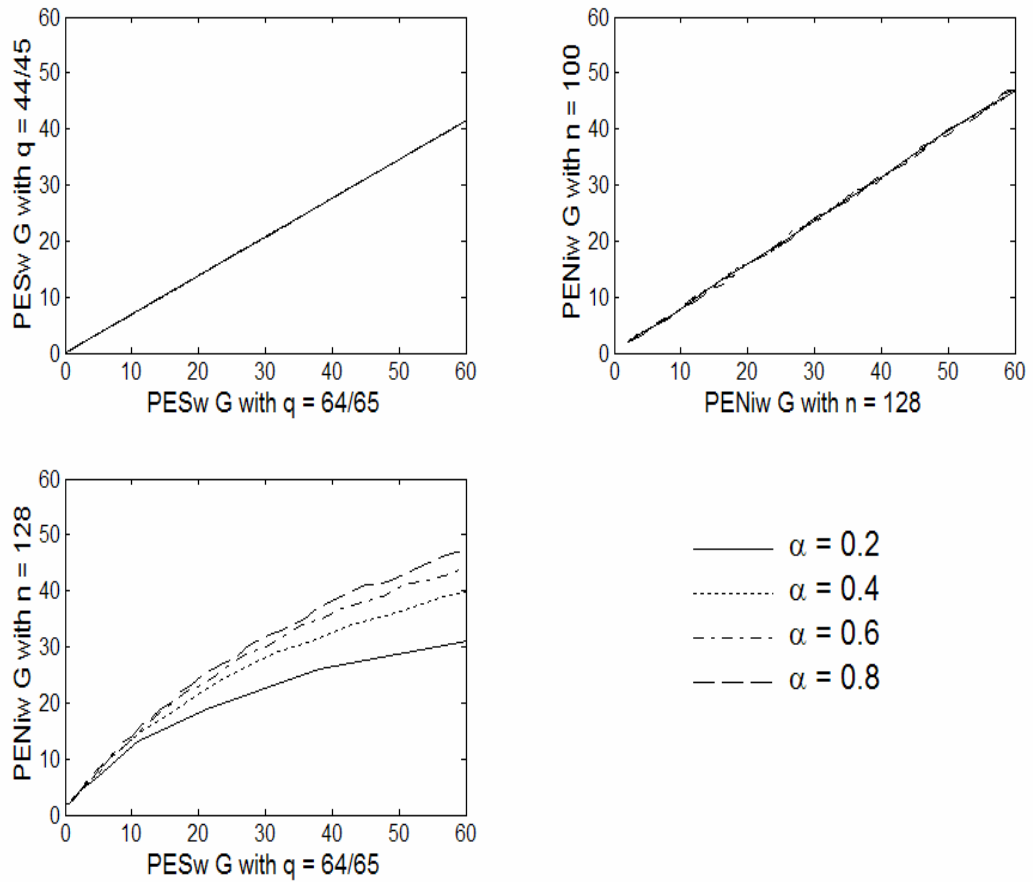 60
50
40
30
20
10
0
PESw G with q = 44/45
0 10 20 30 40 50 60
PESw G with q = 64/65
60
50
40
30
20
10
0
PENiw G with n = 100
0 10 20 30 40 50 60
PENiw G with n = 128
60
50
40
30
20
10
0
PENiw G with n = 128
0 10 20 30 40 50 60
PESw G with q = 64/65
α = 0.2
α = 0.4
α = 0.6
α = 0.8